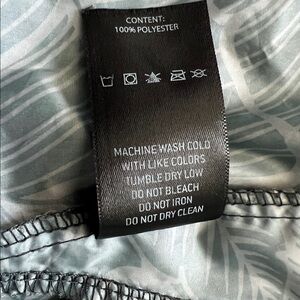 CONTENT:
100% POLYESTER
MACHINE WASH COLD
WITH LIKE COLORS
TUMBLE DRY LOW
DO NOT BLEACH
DO NOT IRON
DO NOT DRY CLEAN